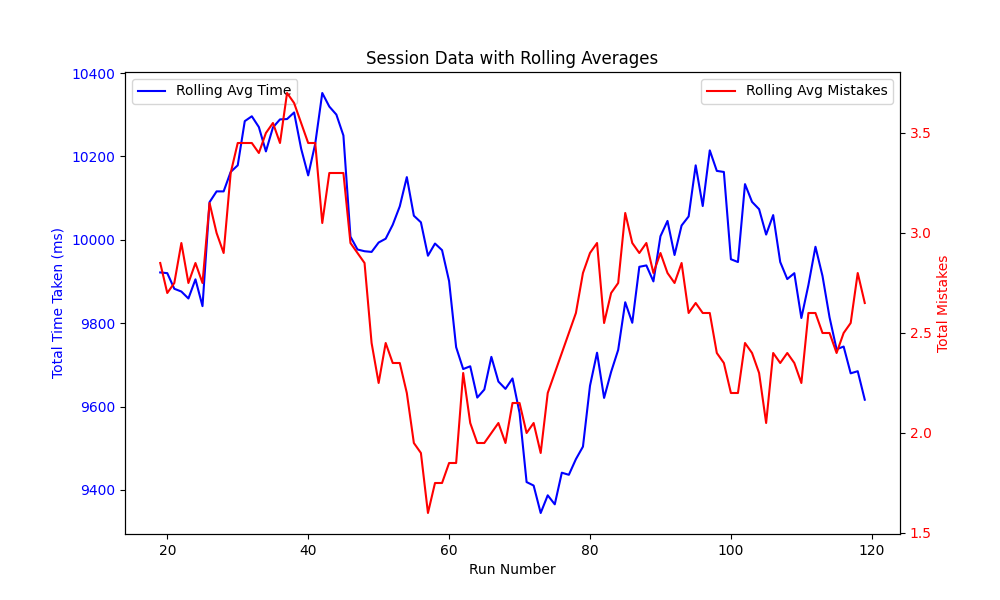 Session Data with Rolling Averages
Rolling Avg Time
Rolling Avg Mistakes
Total Time Taken (ms)
10400
10200
10000
9800
9600
9400
3.5
3.0
2.5
2.0
1.5
Total Mistakes
20 40 60 80 100 120
Run Number